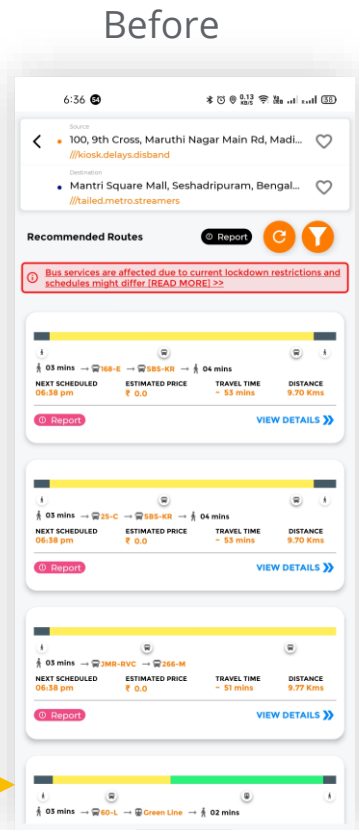 Before
6:36 54 0.13 KB/S 58
Source
100, 9th Cross, Maruthi Nagar Main Rd, Madi...
///kiosk.delays.disband
Destination
Mantri Square Mall, Seshadripuram, Bengal...
///tailed.metro.streamers
Recommended Routes Report
Bus services are affected due to current lockdown restrictions and
schedules might differ [READ MORE] >>
03 mins → 168-E → 585-KR → 04 mins
NEXT SCHEDULED ESTIMATED PRICE TRAVEL TIME DISTANCE
06:38 pm ₹ 0.0 ~ 53 mins 9.70 Kms
Report VIEW DETAILS
03 mins → 25-C → 585-KR → 04 mins
NEXT SCHEDULED ESTIMATED PRICE TRAVEL TIME DISTANCE
06:38 pm ₹ 0.0 ~ 53 mins 9.70 Kms
Report VIEW DETAILS
03 mins → JMR-RVC → 266-M
NEXT SCHEDULED ESTIMATED PRICE TRAVEL TIME DISTANCE
06:38 pm ₹ 0.0 ~ 51 mins 9.77 Kms
Report VIEW DETAILS
03 mins → 60-L → Green Line → 02 mins